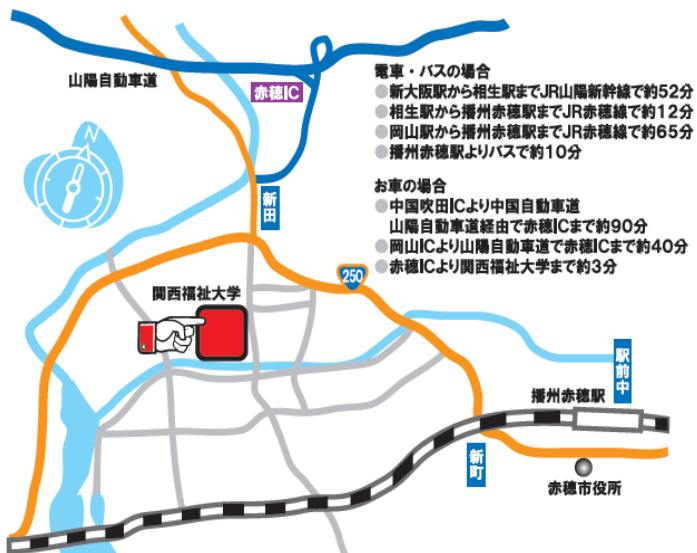 山陽自動車道
赤穂IC
N
新田
電車・バスの場合
●新大阪駅から相生駅までJR山陽新幹線で約52分
●相生駅から播州赤穂駅までJR赤穂線で約12分
●岡山駅から播州赤穂駅までJR赤穂線で約65分
●播州赤穂駅よりバスで約10分
お車の場合
●中国吹田ICより中国自動車道
山陽自動車道経由で赤穂ICまで約90分
●岡山ICより山陽自動車道で赤穂ICまで約40分
●赤穂ICより関西福祉大学まで約3分
250
関西福祉大学
駅前中
播州赤穂駅
新町
赤穂市役所